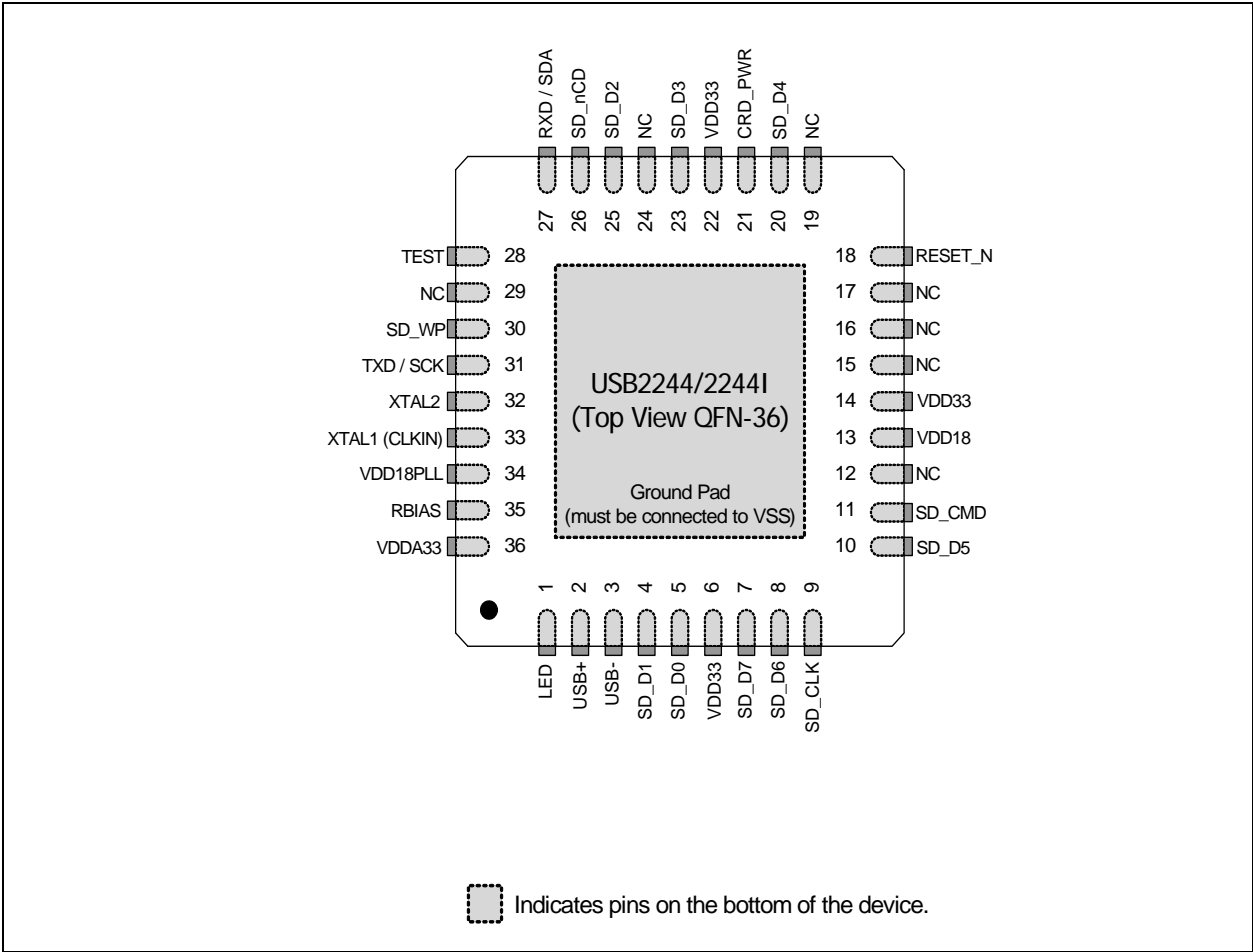 RXD / SDA
SD_nCD
SD_D2
NC
SD_D3
VDD33
CRD_PWR
SD_D4
NC
27
26
25
24
23
22
21
20
19
TEST
28
NC
29
SD_WP
30
TXD / SCK
31
XTAL2
32
XTAL1 (CLKIN)
33
VDD18PLL
34
RBIAS
35
VDDA33
36
USB2244/2244I
(Top View QFN-36)
Ground Pad
(must be connected to VSS)
18
RESET_N
17
NC
16
NC
15
NC
14
VDD33
13
VDD18
12
NC
11
SD_CMD
10
SD_D5
1
2
3
4
5
6
7
8
9
LED
USB+
USB-
SD_D1
SD_D0
VDD33
SD_D7
SD_D6
SD_CLK
Indicates pins on the bottom of the device.